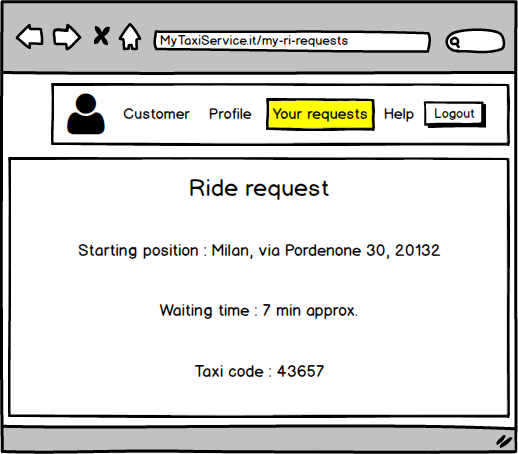 MyTaxiService.it/my-ri-requests
Customer Profile Your requests Help Logout
Ride request
Starting position : Milan, via Pordenone 30, 20132
Waiting time : 7 min approx.
Taxi code : 43657